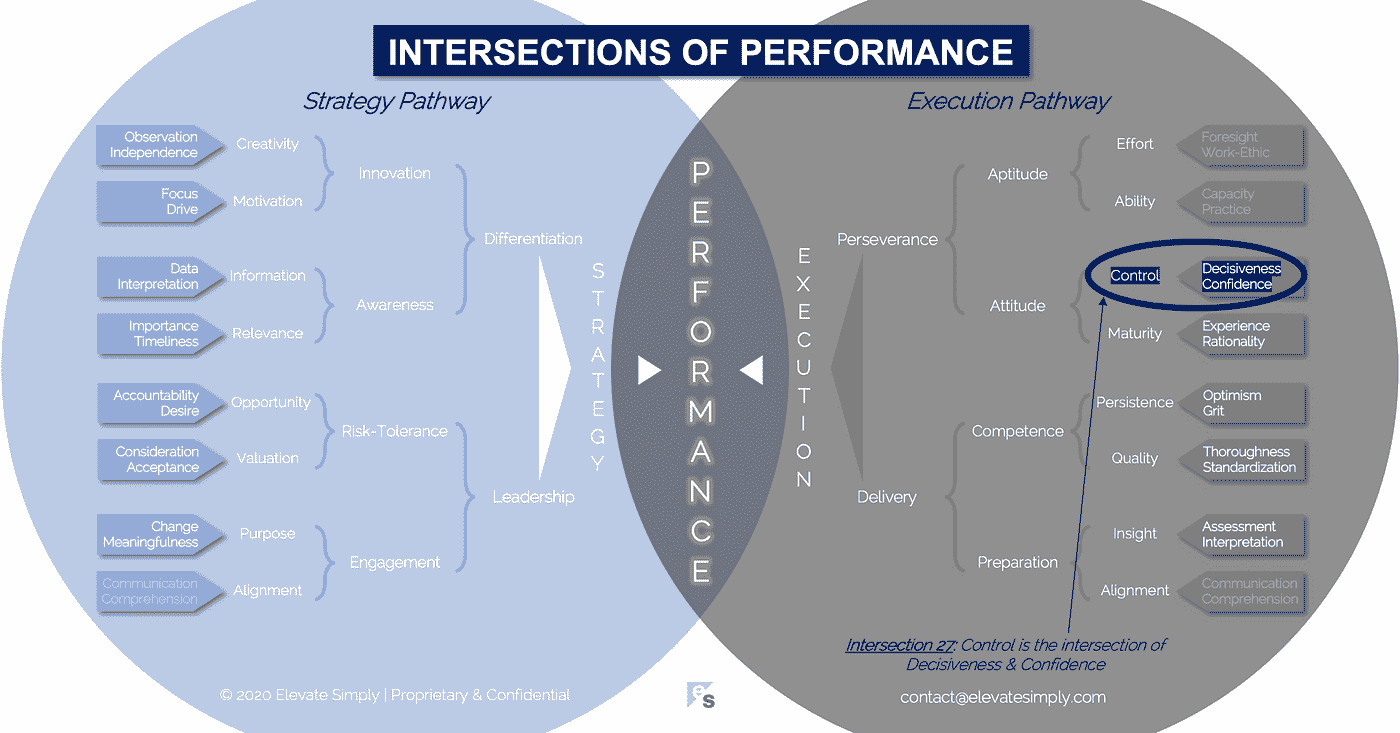 INTERSECTIONS OF PERFORMANCE
Strategy Pathway
Execution Pathway
Observation
Independence
Creativity
Focus
Drive
Motivation
Innovation
Data
Interpretation
Information
Importance
Timeliness
Relevance
Awareness
Differentiation
Accountability
Desire
Opportunity
Consideration
Acceptance
Valuation
Risk-Tolerance
Change
Meaningfulness
Purpose
Communication
Comprehension
Alignment
Engagement
Leadership
STRATEGY
PERFORMANCE
EXECUTION
Perseverance
Aptitude
Effort
Foresight
Work-Ethic
Ability
Capacity
Practice
Attitude
Control
Decisiveness
Confidence
Maturity
Experience
Rationality
Delivery
Competence
Persistence
Optimism
Grit
Quality
Thoroughness
Standardization
Preparation
Insight
Assessment
Interpretation
Alignment
Communication
Comprehension
Intersection 27: Control is the intersection of
Decisiveness & Confidence
© 2020 Elevate Simply | Proprietary & Confidential
es
contact@elevatesimply.com